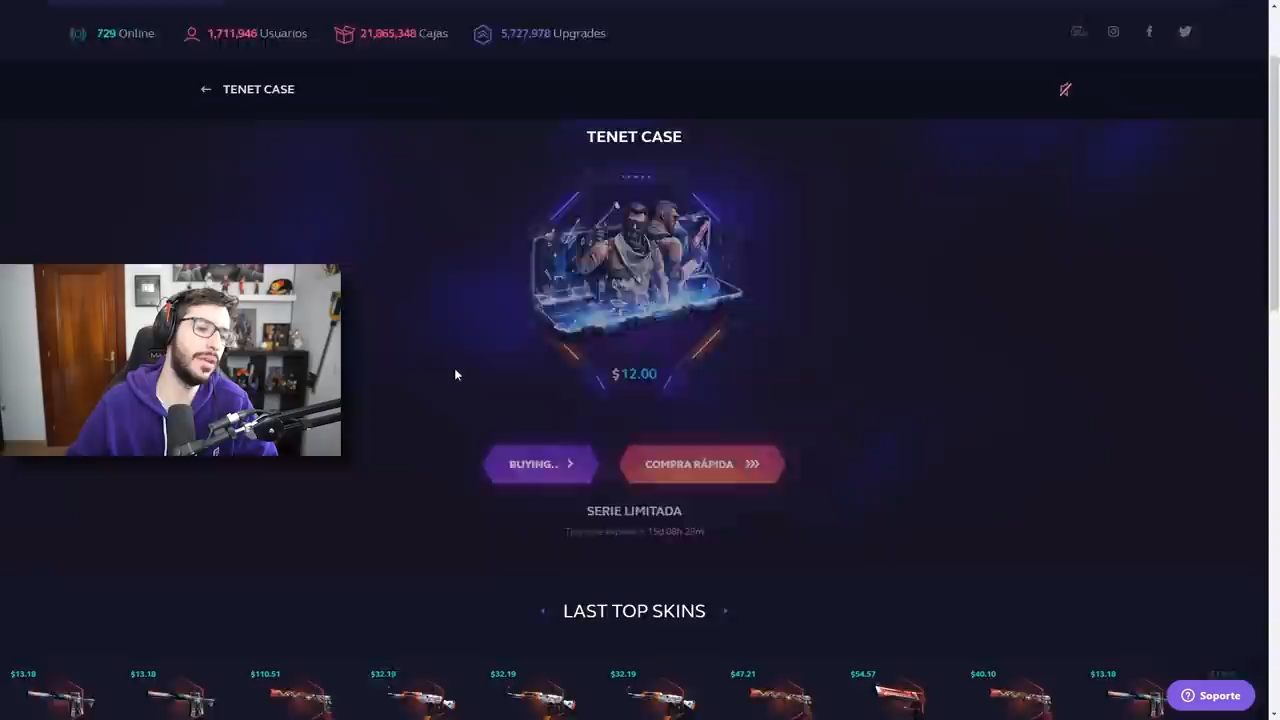 729 Online
1,711,946 Usuarios
21,865,348 Cajas
5,727,978 Upgrades
← TENET CASE
TENET CASE
$12.00
BUYING..
COMPRA RÁPIDA
SERIE LIMITADA
15d 08h
LAST TOP SKINS
$13.18
$13.18
$110.51
$32.19
$32.19
$32.19
$47.21
$54.57
$40.10
$13.18
Soporte